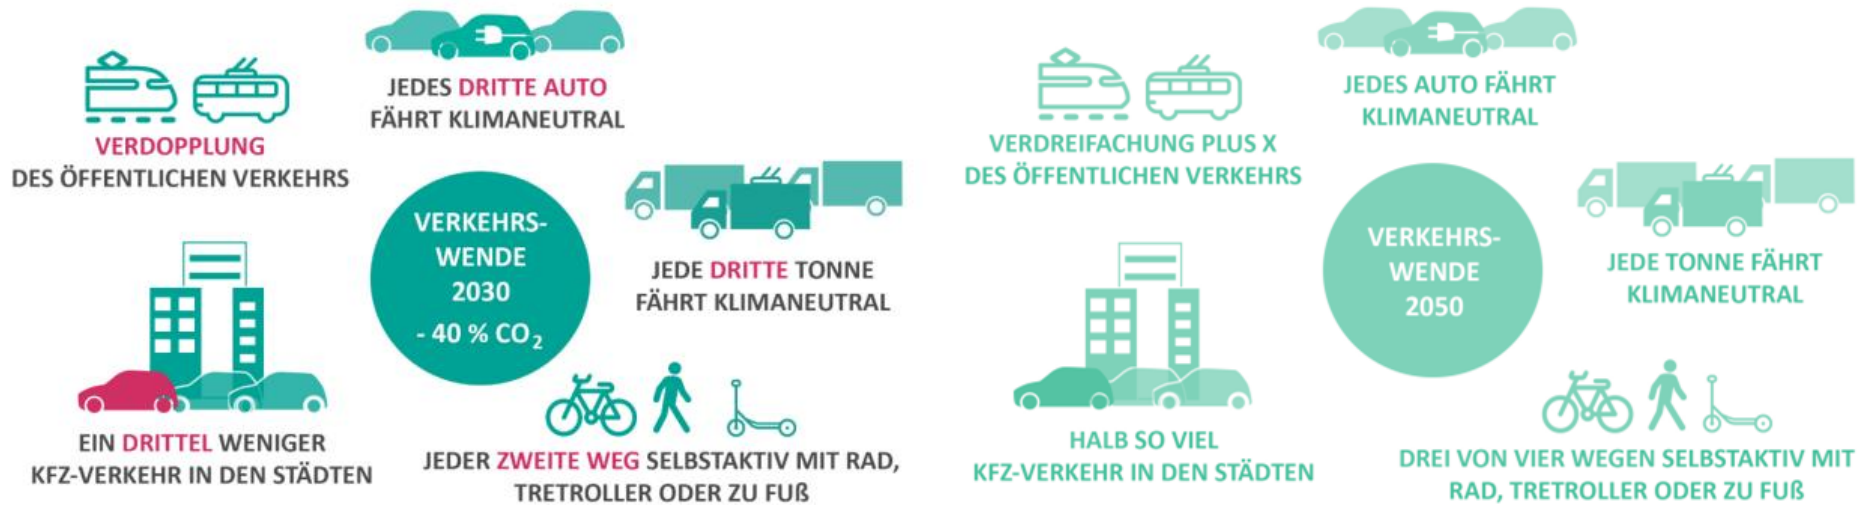 JEDES DRITTE AUTO
FÄHRT KLIMANEUTRAL
VERDOPPLUNG
DES ÖFFENTLICHEN VERKEHRS
VERKEHRS-
WENDE
2030
- 40 % CO₂
JEDE DRITTE TONNE
FÄHRT KLIMANEUTRAL
EIN DRITTEL WENIGER
KFZ-VERKEHR IN DEN STÄDTEN
JEDER ZWEITE WEG SELBSTAKTIV MIT RAD,
TRETROLLER ODER ZU FUß
JEDES AUTO FÄHRT
KLIMANEUTRAL
VERDREIFACHUNG PLUS X
DES ÖFFENTLICHEN VERKEHRS
VERKEHRS-
WENDE
2050
JEDE TONNE FÄHRT
KLIMANEUTRAL
HALB SO VIEL
KFZ-VERKEHR IN DEN STÄDTEN
DREI VON VIER WEGEN SELBSTAKTIV MIT
RAD, TRETROLLER ODER ZU FUß